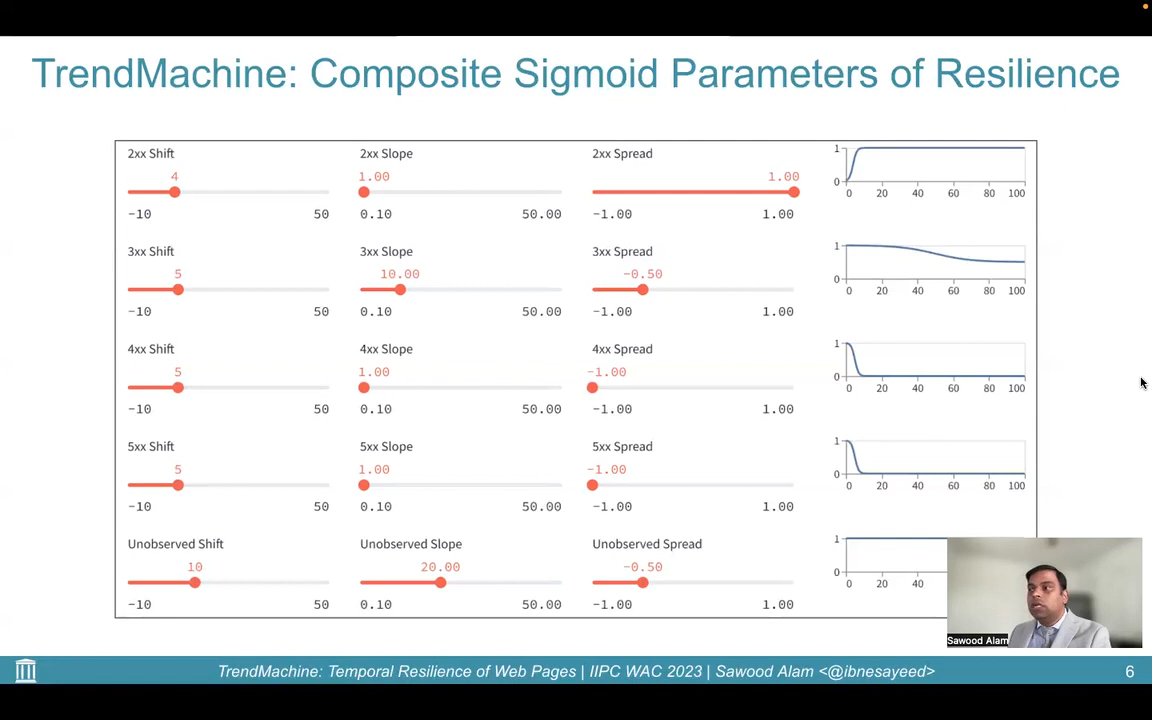 TrendMachine: Composite Sigmoid Parameters of Resilience
2xx Shift
4
-10 50
2xx Slope
1.00
0.10 50.00
2xx Spread
1.00
-1.00 1.00
1
0
0 20 40 60 80 100
3xx Shift
5
-10 50
3xx Slope
10.00
0.10 50.00
3xx Spread
-0.50
-1.00 1.00
1
0
0 20 40 60 80 100
4xx Shift
5
-10 50
4xx Slope
1.00
0.10 50.00
4xx Spread
-1.00
-1.00 1.00
1
0
0 20 40 60 80 100
5xx Shift
5
-10 50
5xx Slope
1.00
0.10 50.00
5xx Spread
-1.00
-1.00 1.00
1
0
0 20 40 60 80 100
Unobserved Shift
10
-10 50
Unobserved Slope
20.00
0.10 50.00
Unobserved Spread
-0.50
-1.00 1.00
1
0
0 20 40
Sawood Alam
TrendMachine: Temporal Resilience of Web Pages | IIPC WAC 2023 | Sawood Alam <@ibnesayeed>
6